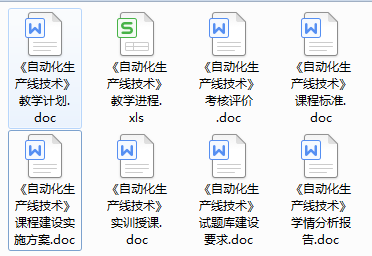 《自动化生
产线技术》
教学计划.
doc
《自动化生
产线技术》
教学进程.
xls
《自动化生
产线技术》
考核评价
.doc
《自动化生
产线技术》
课程标准.
doc
《自动化生
产线技术》
课程建设实
施方案.doc
《自动化生
产线技术》
实训授课.
doc
《自动化生
产线技术》
试题库建设
要求.doc
《自动化生
产线技术》
学情分析报
告.doc